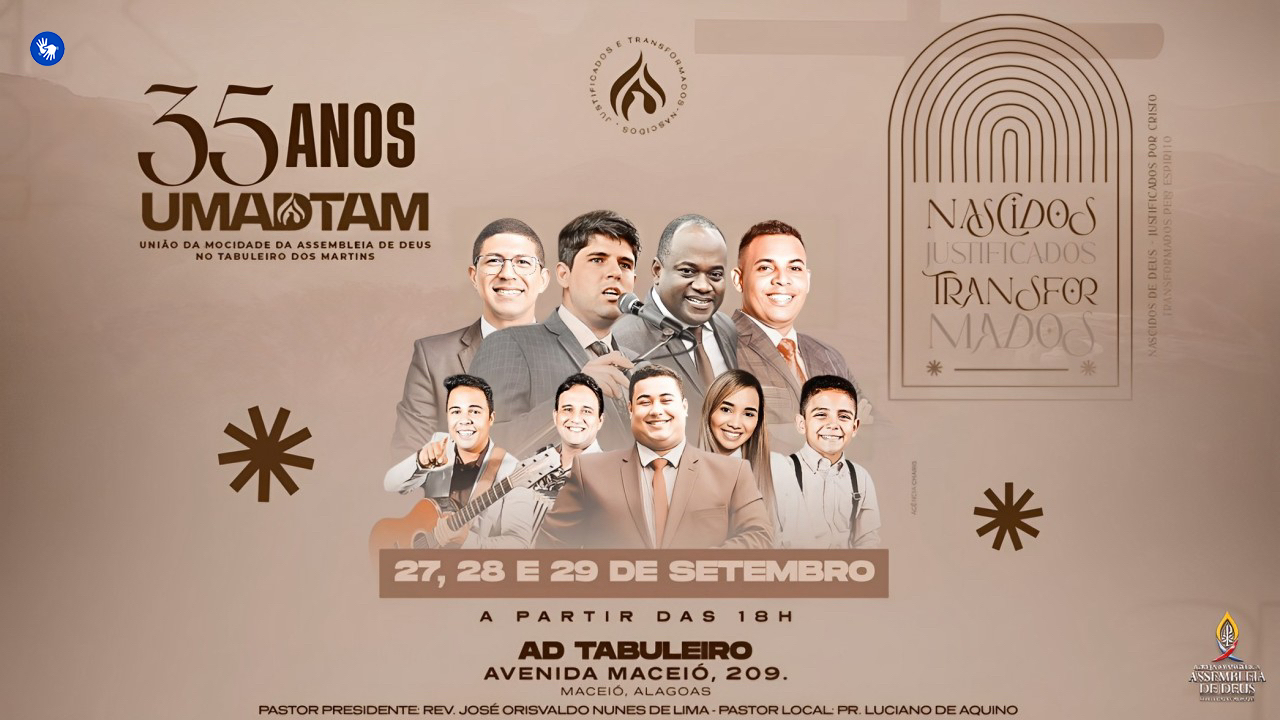 35 ANOS
UMADTAM
UNIÃO DA MOCIDADE DA ASSEMBLEIA DE DEUS
NO TABULEIRO DOS MARTINS
JUSTIFICADOS E TRANSFORMADOS · NASCIDOS ·
NASCIDOS
JUSTIFICADOS
TRANSFOR
MADOS
NASCIDOS DE DEUS - JUSTIFICADOS POR CRISTO
TRANSFORMADOS PELO ESPIRITO
27, 28 E 29 DE SETEMBRO
A PARTIR DAS 18H
AD TABULEIRO
AVENIDA MACEIÓ, 209.
MACEIÓ, ALAGOAS
PASTOR PRESIDENTE: REV. JOSÉ ORISVALDO NUNES DE LIMA - PASTOR LOCAL: PR. LUCIANO DE AQUINO
ASSEMBLEIA
DE DEUS